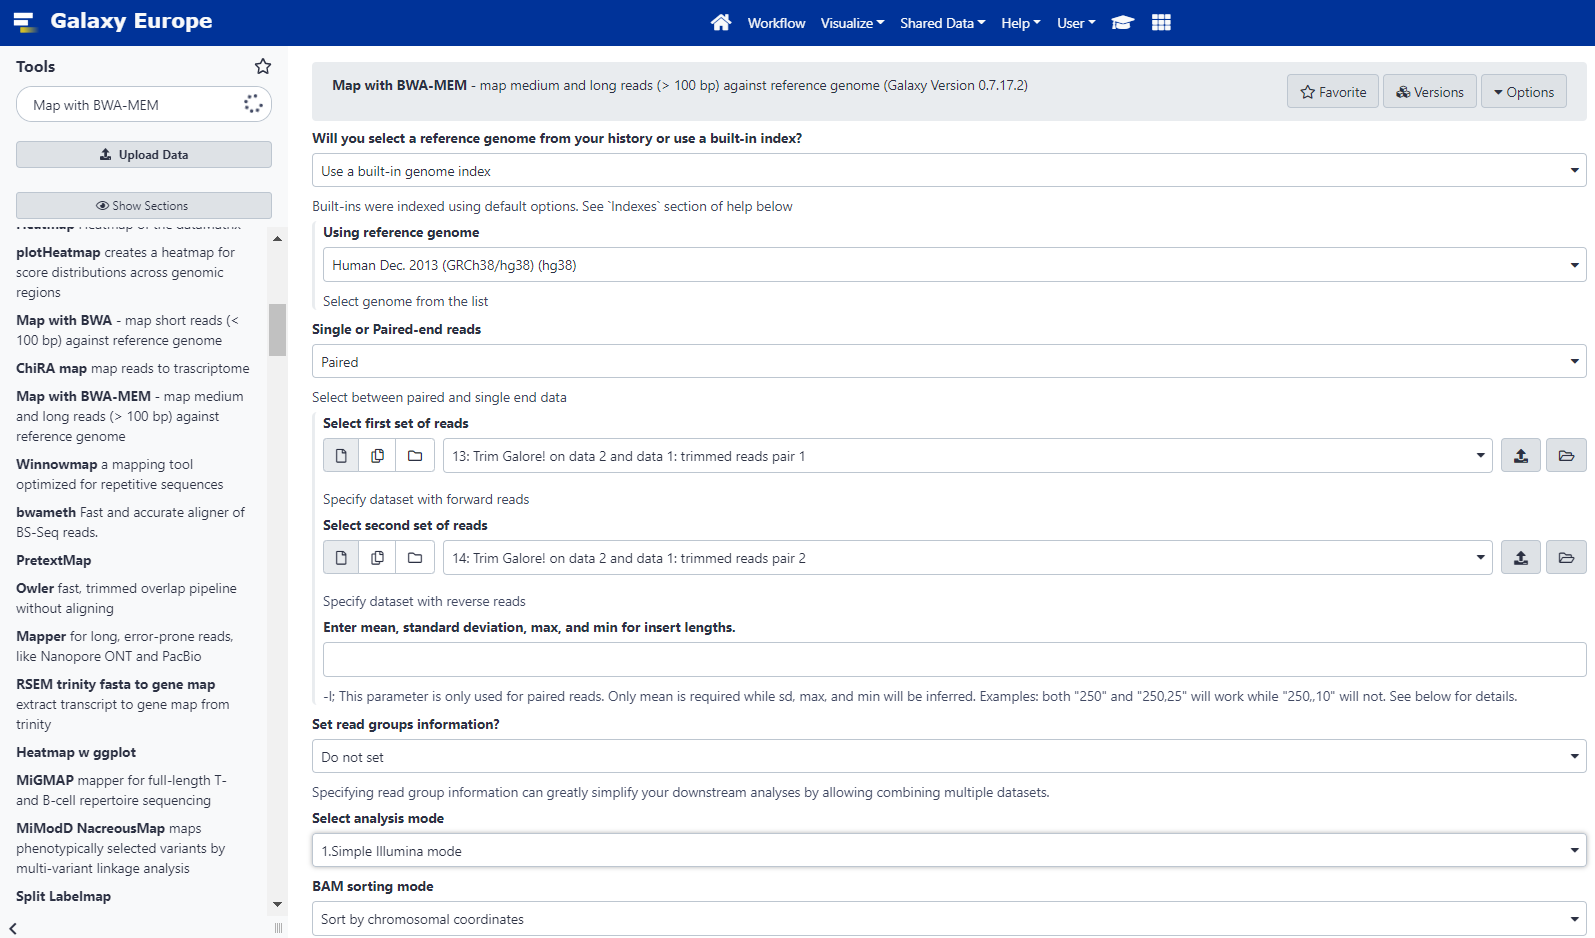 Galaxy Europe
Workflow Visualize Shared Data Help User
Tools
Map with BWA-MEM
Upload Data
Show Sections
Heatmap Heatmap of the dataMatrix
plotHeatmap creates a heatmap for
score distributions across genomic
regions
Map with BWA - map short reads (<
100 bp) against reference genome
ChiRA map map reads to trascriptome
Map with BWA-MEM - map medium
and long reads (> 100 bp) against
reference genome
Winnowmap a mapping tool
optimized for repetitive sequences
bwameth Fast and accurate aligner of
BS-Seq reads.
PretextMap
Owler fast, trimmed overlap pipeline
without aligning
Mapper for long, error-prone reads,
like Nanopore ONT and PacBio
RSEM trinity fasta to gene map
extract transcript to gene map from
trinity
Heatmap w ggplot
MiGMAP mapper for full-length T-
and B-cell repertoire sequencing
MiModD NacreousMap maps
phenotypically selected variants by
multi-variant linkage analysis
Split Labelmap
Map with BWA-MEM - map medium and long reads (> 100 bp) against reference genome (Galaxy Version 0.7.17.2)
Favorite Versions Options
Will you select a reference genome from your history or use a built-in index?
Use a built-in genome index
Built-ins were indexed using default options. See `Indexes` section of help below
Using reference genome
Human Dec. 2013 (GRCh38/hg38) (hg38)
Select genome from the list
Single or Paired-end reads
Paired
Select between paired and single end data
Select first set of reads
13: Trim Galore! on data 2 and data 1: trimmed reads pair 1
Specify dataset with forward reads
Select second set of reads
14: Trim Galore! on data 2 and data 1: trimmed reads pair 2
Specify dataset with reverse reads
Enter mean, standard deviation, max, and min for insert lengths.
-I; This parameter is only used for paired reads. Only mean is required while sd, max, and min will be inferred. Examples: both "250" and "250,25" will work while "250,,10" will not. See below for details.
Set read groups information?
Do not set
Specifying read group information can greatly simplify your downstream analyses by allowing combining multiple datasets.
Select analysis mode
1.Simple Illumina mode
BAM sorting mode
Sort by chromosomal coordinates